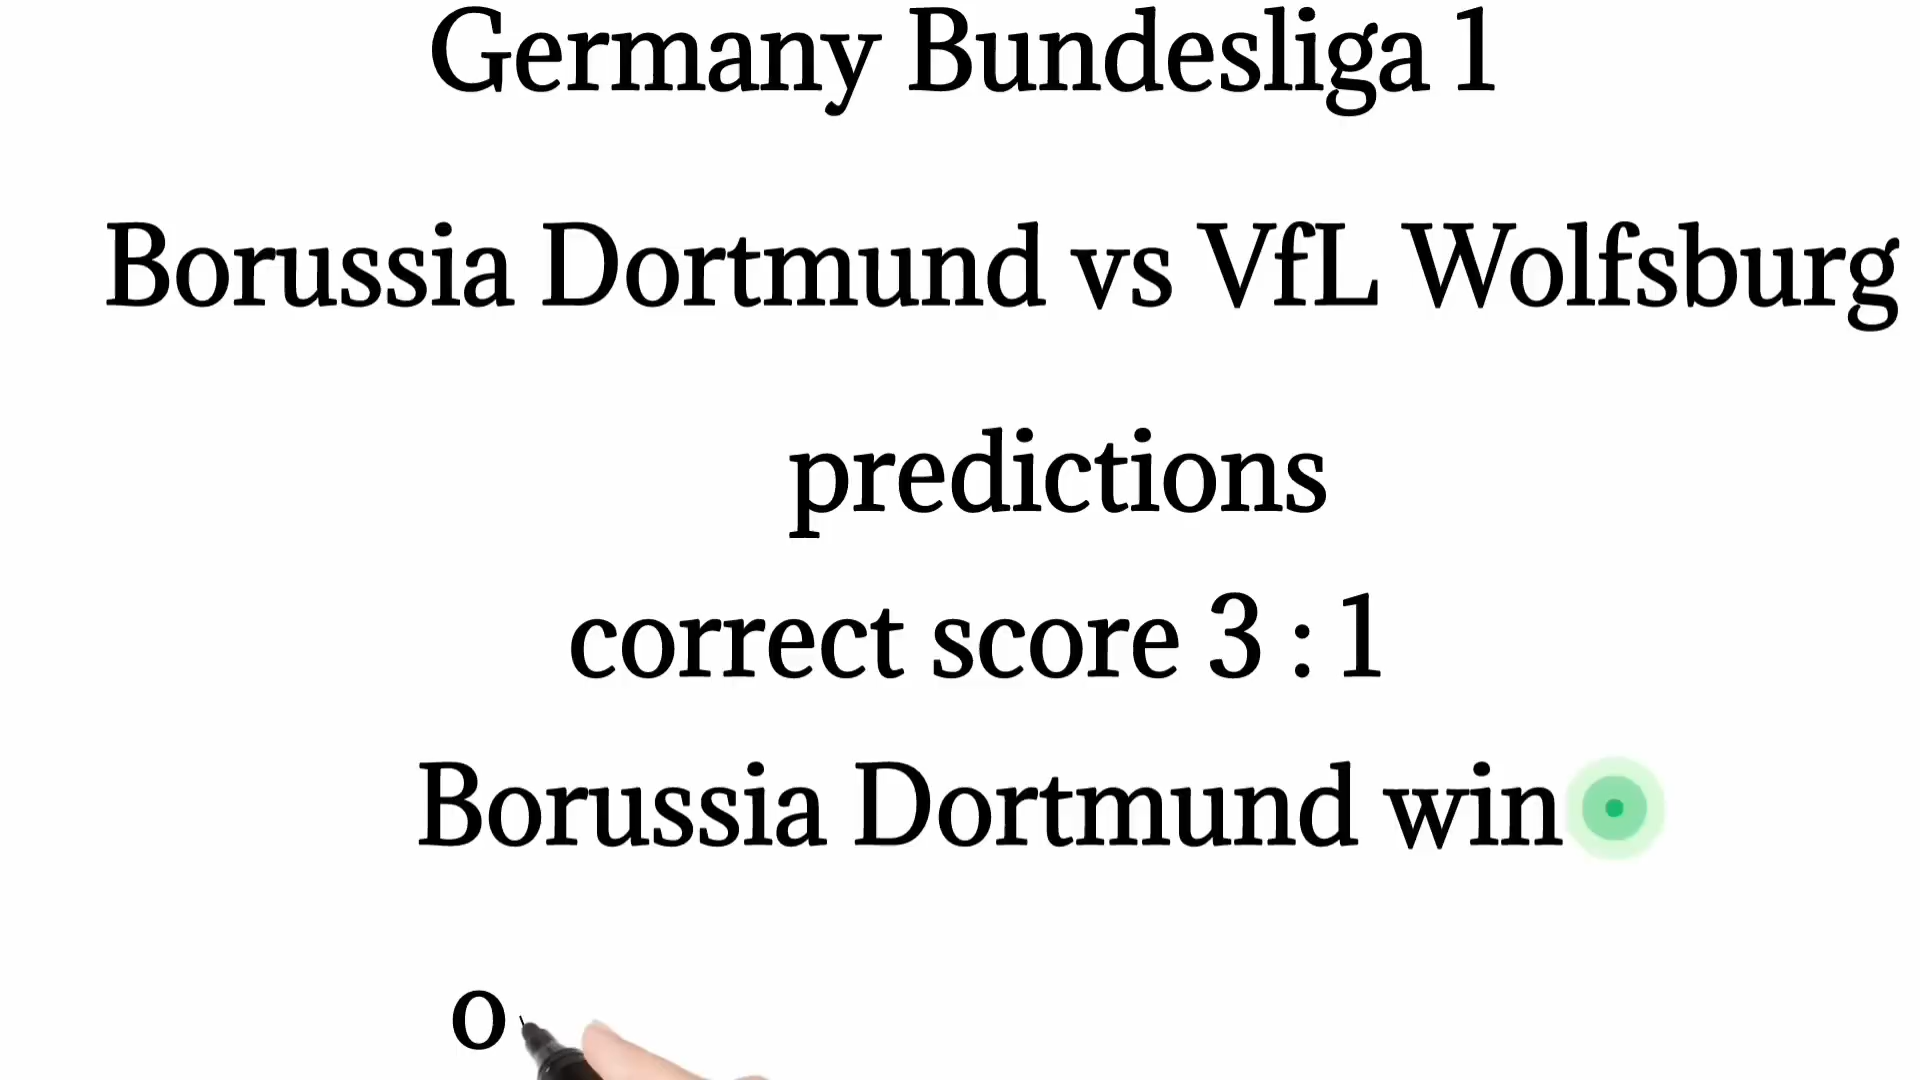 Germany Bundesliga 1
Borussia Dortmund vs VfL Wolfsburg
predictions
correct score 3 : 1
Borussia Dortmund win
o